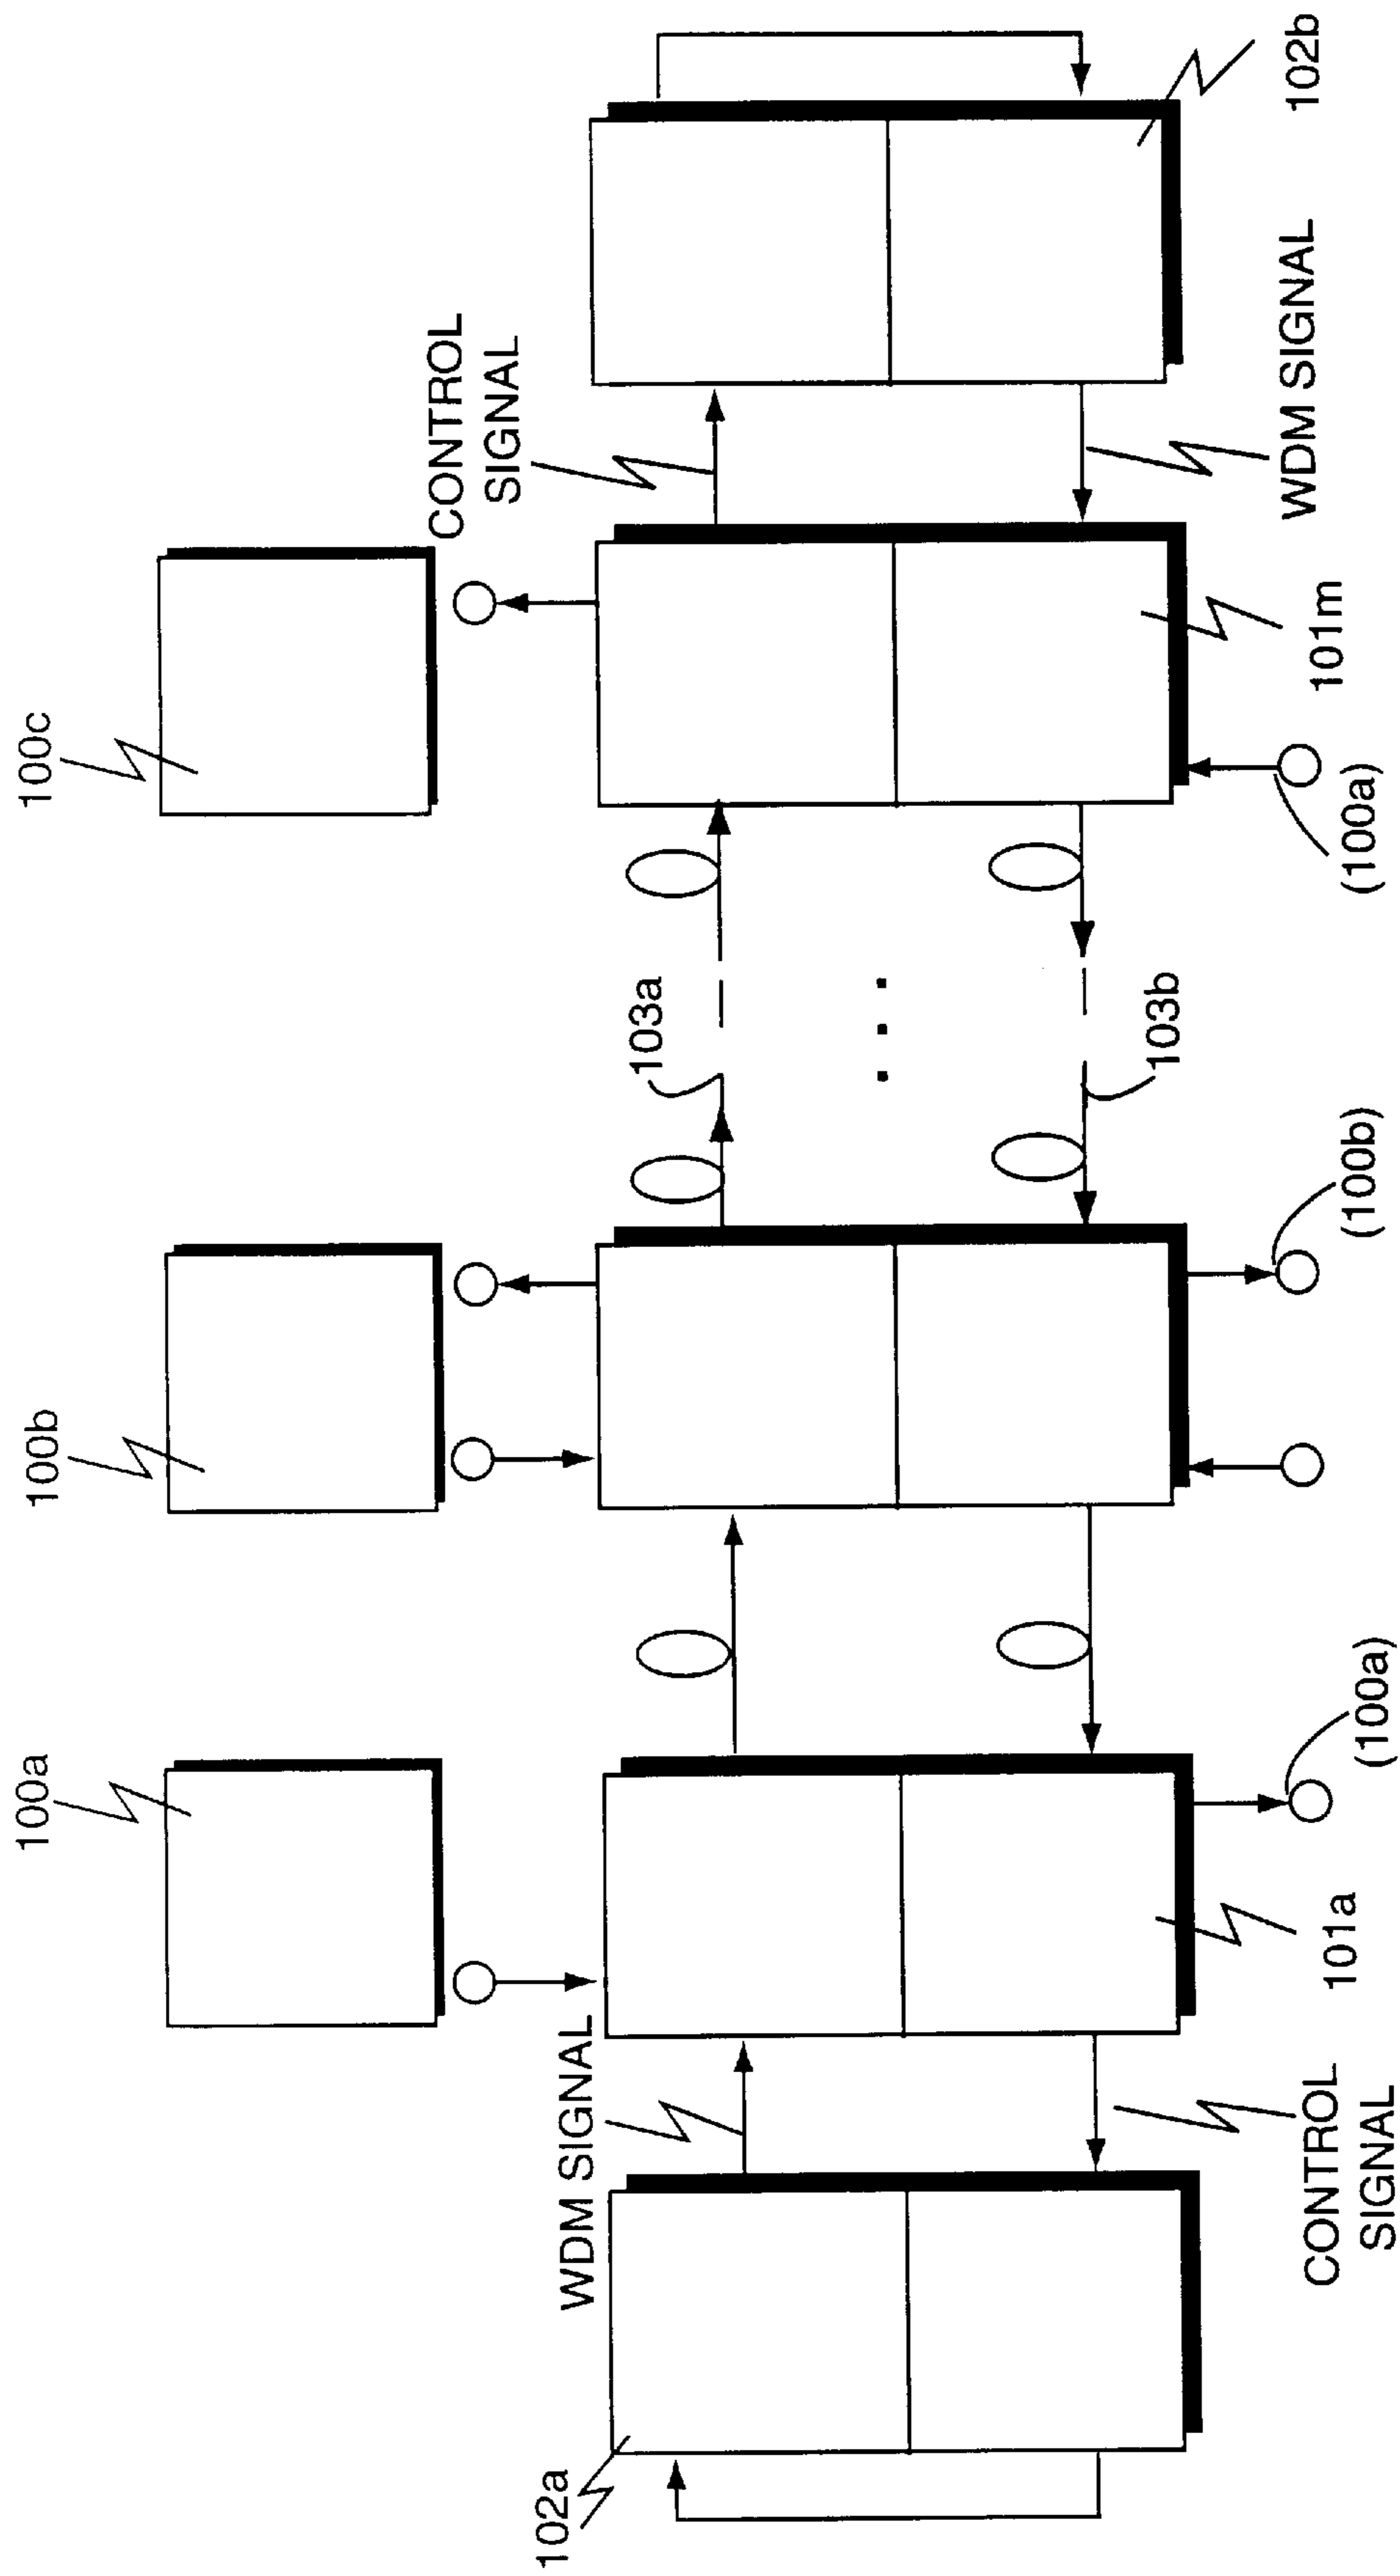 100a
100b
100c
CONTROL
SIGNAL
WDM SIGNAL
103a
102a
103b
WDM SIGNAL
102b
101a
101m
CONTROL
SIGNAL
(100a)
(100b)
(100a)